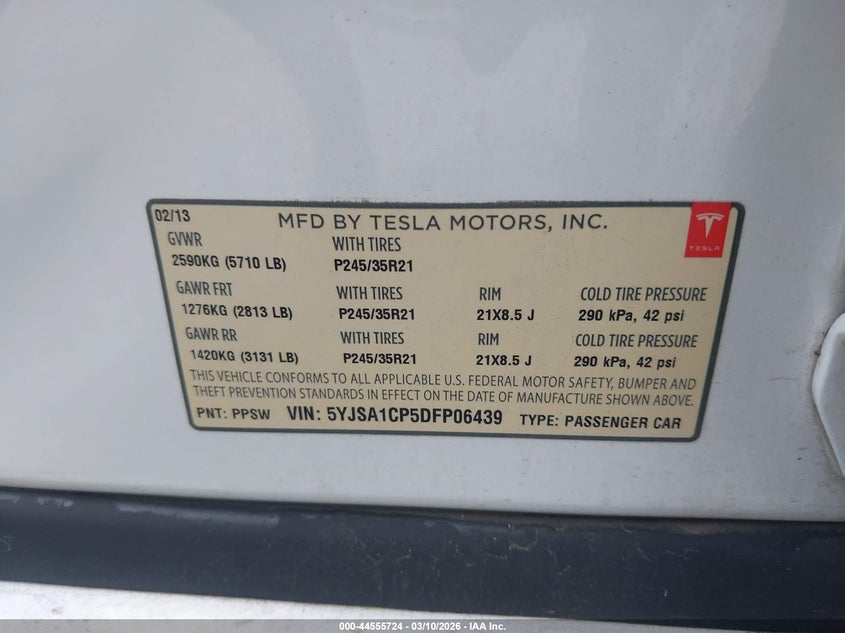 02/13
MFD BY TESLA MOTORS, INC.
TESLA
GVWR WITH TIRES
2590KG (5710 LB) P245/35R21
GAWR FRT WITH TIRES RIM COLD TIRE PRESSURE
1276KG (2813 LB) P245/35R21 21X8.5 J 290 kPa, 42 psi
GAWR RR WITH TIRES RIM COLD TIRE PRESSURE
1420KG (3131 LB) P245/35R21 21X8.5 J 290 kPa, 42 psi
THIS VEHICLE CONFORMS TO ALL APPLICABLE U.S. FEDERAL MOTOR SAFETY, BUMPER AND
THEFT PREVENTION STANDARDS IN EFFECT ON THE DATE OF MANUFACTURE SHOWN ABOVE.
PNT: PPSW VIN: 5YJSA1CP5DFP06439 TYPE: PASSENGER CAR
000-44555724 - 03/10/2026 - IAA Inc.